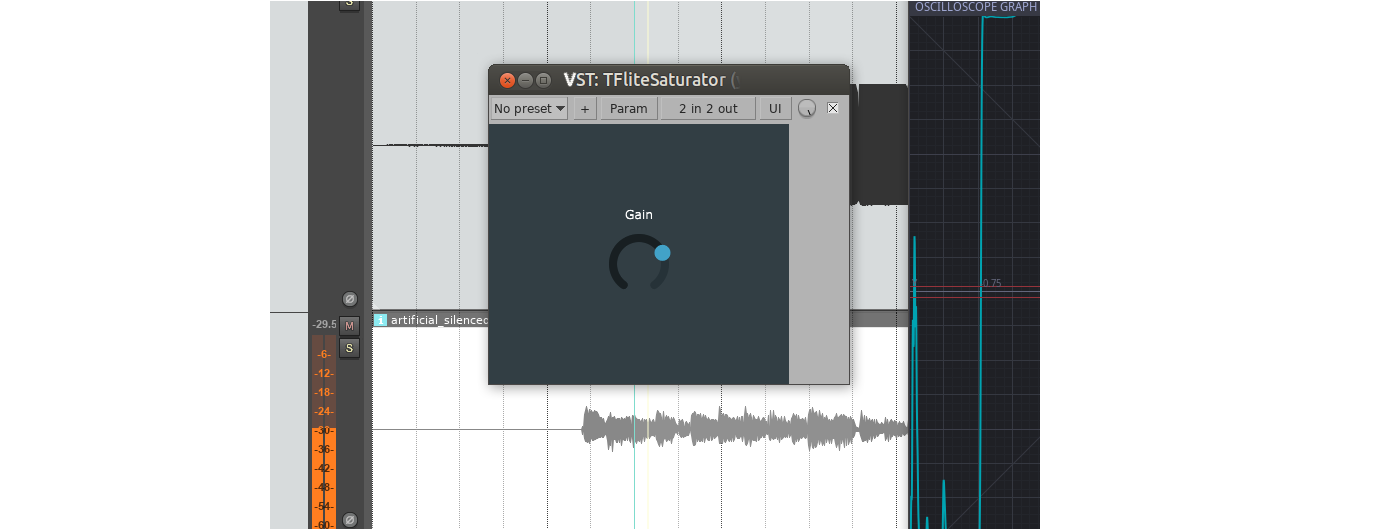 S
OSCILLOSCOPE GRAPH
VST: TFliteSaturator (
No preset + Param 2 in 2 out UI
Gain
0.75
Ø
-29.5 M
artificial_silenced
S
-6-
-12-
-18-
-24-
-30-
-36-
-42-
-48-
-54-
-60-
Ø